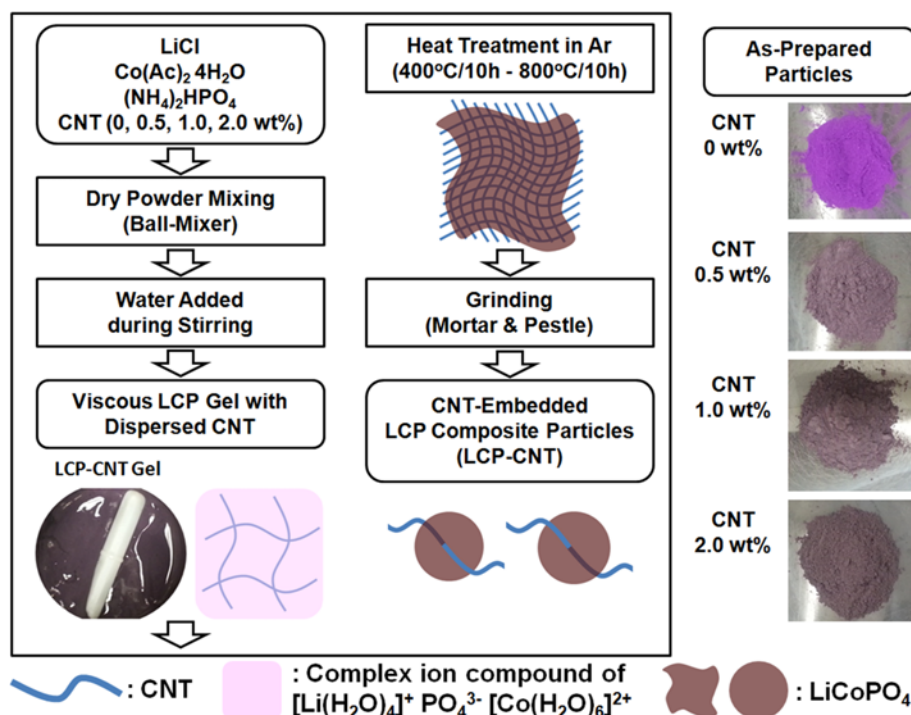 LiCl
Co(Ac)₂ 4H₂O
(NH₄)₂HPO₄
CNT (0, 0.5, 1.0, 2.0 wt%)
Dry Powder Mixing
(Ball-Mixer)
Water Added
during Stirring
Viscous LCP Gel with
Dispersed CNT
LCP-CNT Gel
Heat Treatment in Ar
(400°C/10h - 800°C/10h)
Grinding
(Mortar & Pestle)
CNT-Embedded
LCP Composite Particles
(LCP-CNT)
As-Prepared
Particles
CNT
0 wt%
CNT
0.5 wt%
CNT
1.0 wt%
CNT
2.0 wt%
: CNT
: Complex ion compound of
[Li(H₂O)₄]⁺ PO₄³⁻ [Co(H₂O)₆]²⁺
: LiCoPO₄